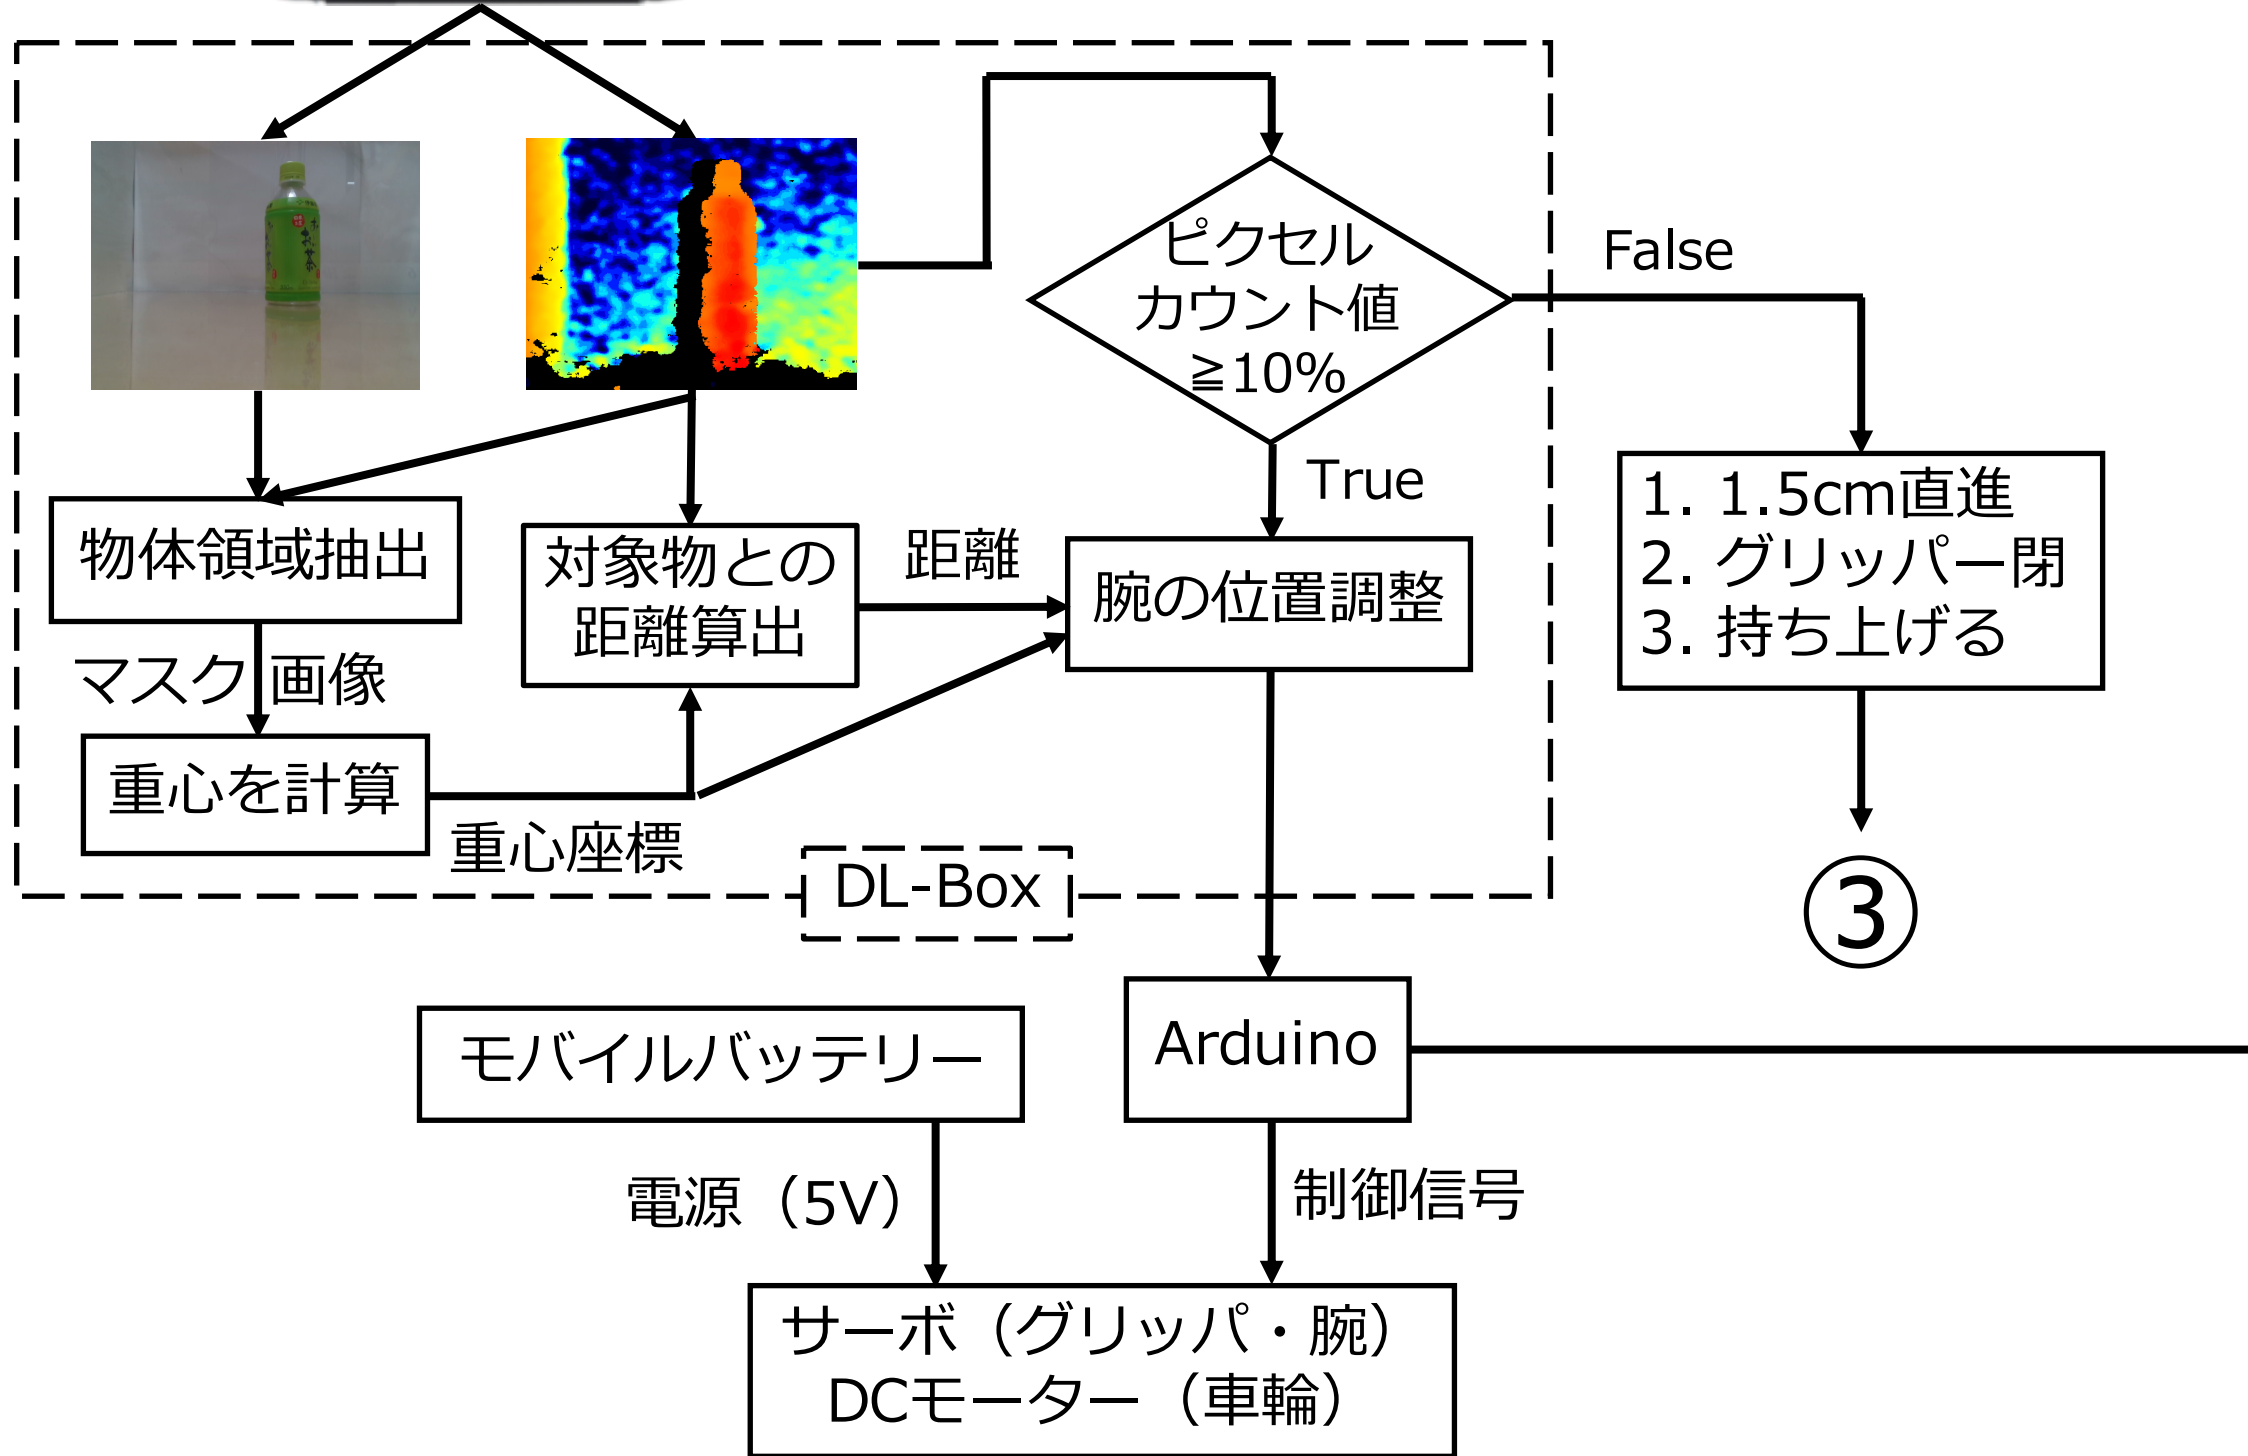 ピクセル
カウント値
≧10%
False
True
物体領域抽出
対象物との
距離算出
距離
腕の位置調整
1. 1.5cm直進
2. グリッパー閉
3. 持ち上げる
マスク画像
重心を計算
重心座標
DL-Box
③
モバイルバッテリー
Arduino
電源（5V）
制御信号
サーボ（グリッパ・腕）
DCモーター（車輪）